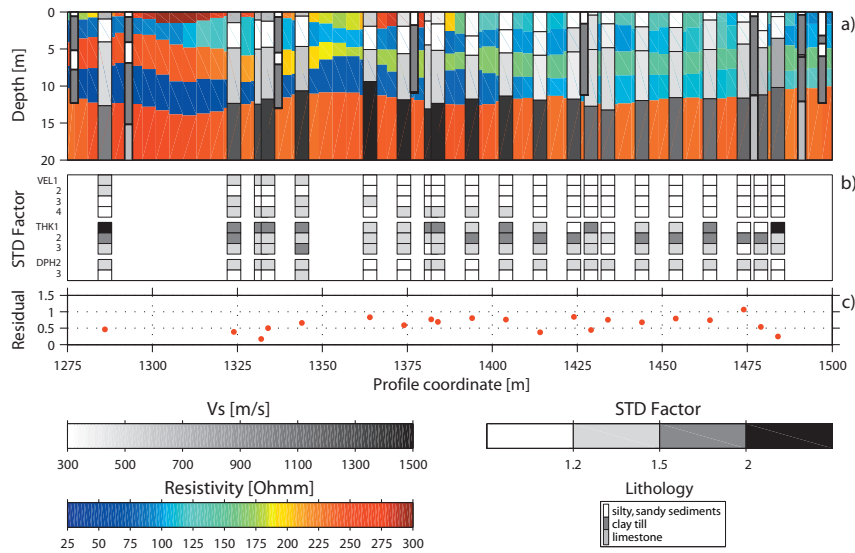 0
5
10
15
20
Depth [m]
a)
VEL1
2
3
4
THK1
2
3
DPH2
3
STD Factor
b)
1.5
1
0.5
0
Residual
c)
1275 1300 1325 1350 1375 1400 1425 1450 1475 1500
Profile coordinate [m]
Vs [m/s]
300 500 700 900 1100 1300 1500
Resistivity [Ohmm]
25 50 75 100 125 150 175 200 225 250 275 300
STD Factor
1.2 1.5 2
Lithology
silty, sandy sediments
clay till
limestone